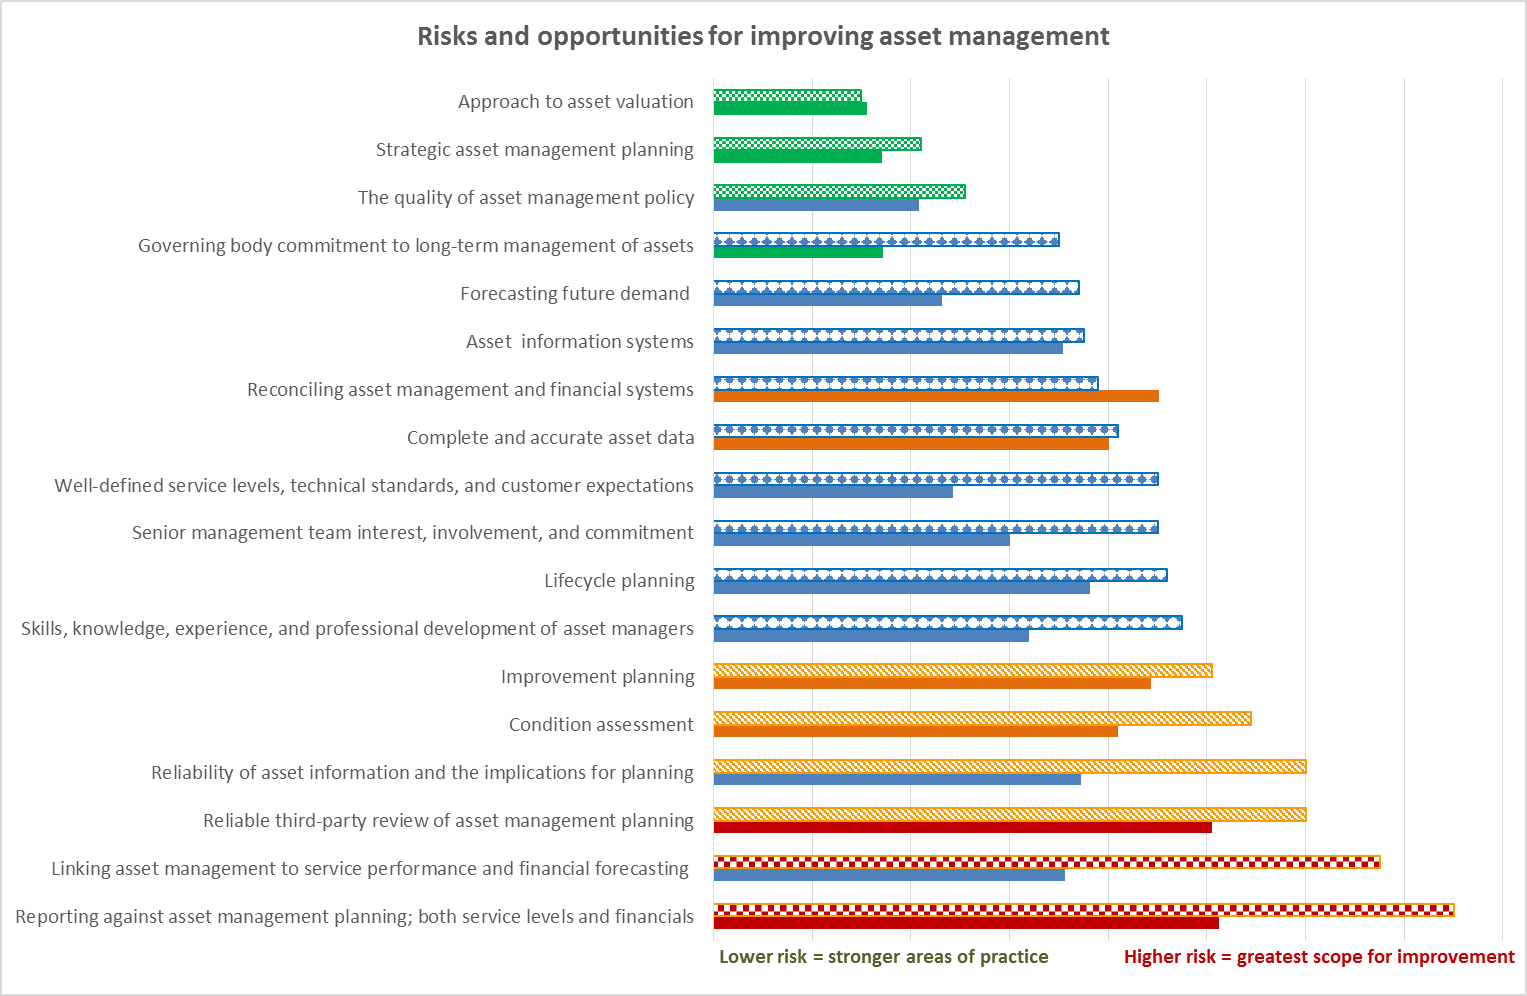 Risks and opportunities for improving asset management
Approach to asset valuation
Strategic asset management planning
The quality of asset management policy
Governing body commitment to long-term management of assets
Forecasting future demand
Asset  information systems
Reconciling asset management and financial systems
Complete and accurate asset data
Well-defined service levels, technical standards, and customer expectations
Senior management team interest, involvement, and commitment
Lifecycle planning
Skills, knowledge, experience, and professional development of asset managers
Improvement planning
Condition assessment
Reliability of asset information and the implications for planning
Reliable third-party review of asset management planning
Linking asset management to service performance and financial forecasting
Reporting against asset management planning; both service levels and financials
Lower risk = stronger areas of practice
Higher risk = greatest scope for improvement